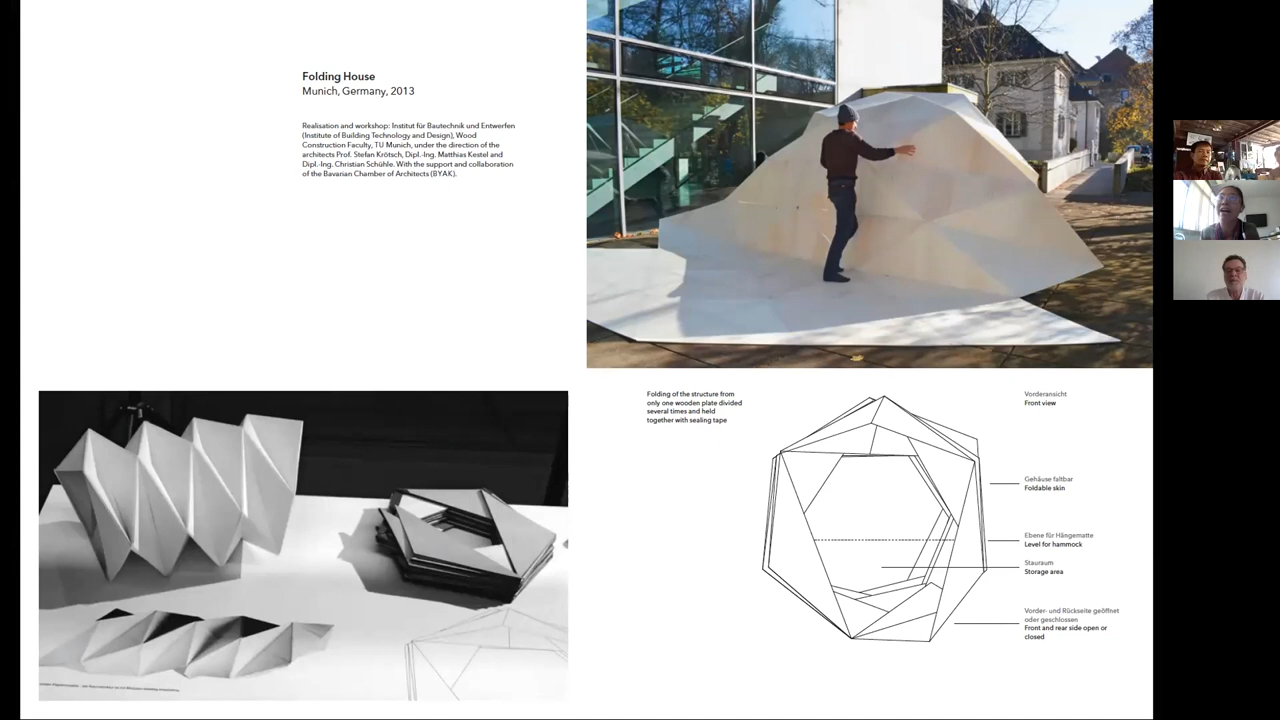 Folding House
Munich, Germany, 2013
Realisation and workshop: Institut für Bautechnik und Entwerfen
(Institute of Building Technology and Design), Wood
Construction Faculty, TU Munich, under the direction of the
architects Prof. Stefan Krötsch, Dipl.-Ing. Matthias Kestel and
Dipl.-Ing. Christian Schühle. With the support and collaboration
of the Bavarian Chamber of Architects (BYAK).
Folding of the structure from
only one wooden plate divided
several times and held
together with sealing tape
Vorderansicht
Front view
Gehäuse faltbar
Foldable skin
Ebene für Hängematte
Level for hammock
Stauraum
Storage area
Vorder- und Rückseite geöffnet
oder geschlossen
Front and rear side open or
closed